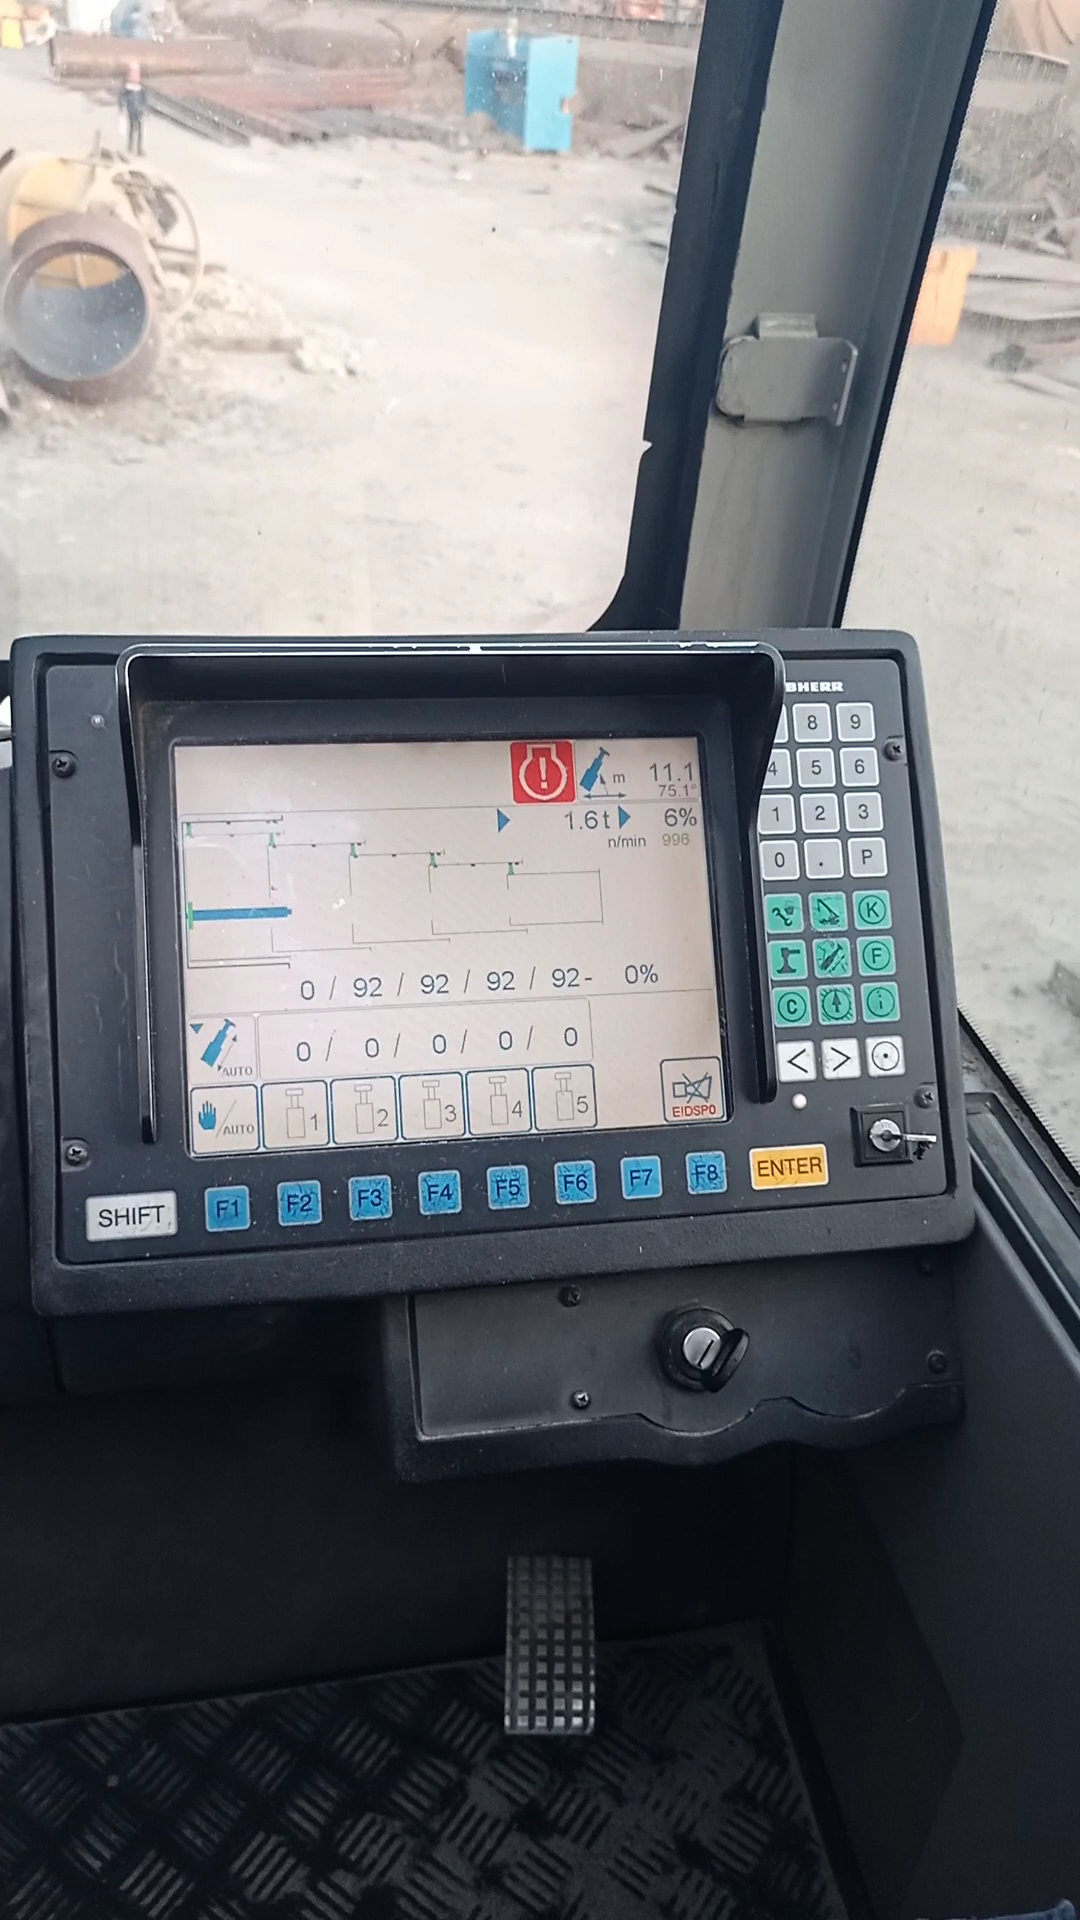 BHERR
8 9
4 5 6
1 2 3
0 . P
K
F
C i
< >
! m 11.1
75.1°
1.6t 6%
n/min 996
0 / 92 / 92 / 92 / 92- 0%
AUTO 0 / 0 / 0 / 0 / 0
/AUTO 1 2 3 4 5 EIDSP0
SHIFT F1 F2 F3 F4 F5 F6 F7 F8 ENTER